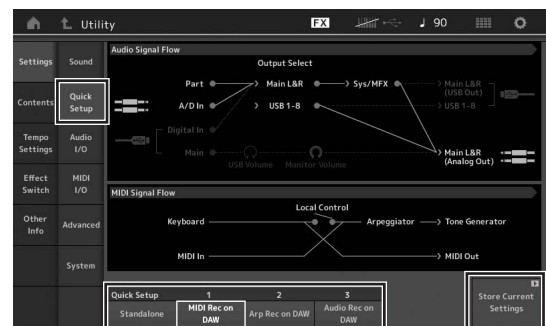 Utility
FX
90
Settings
Sound
Contents
Quick
Setup
Tempo
Settings
Audio
I/O
Effect
Switch
MIDI
I/O
Other
Info
Advanced
System
Audio Signal Flow
Output Select
Part
Main L&R
Sys/MFX
Main L&R
(USB Out)
A/D In
USB 1-8
USB 1-8
Digital In
Main
USB Volume
Monitor Volume
Main L&R
(Analog Out)
MIDI Signal Flow
Local Control
Keyboard
Arpeggiator
Tone Generator
MIDI In
MIDI Out
Quick Setup
1
2
3
Standalone
MIDI Rec on
DAW
Arp Rec on DAW
Audio Rec on
DAW
Store Current
Settings